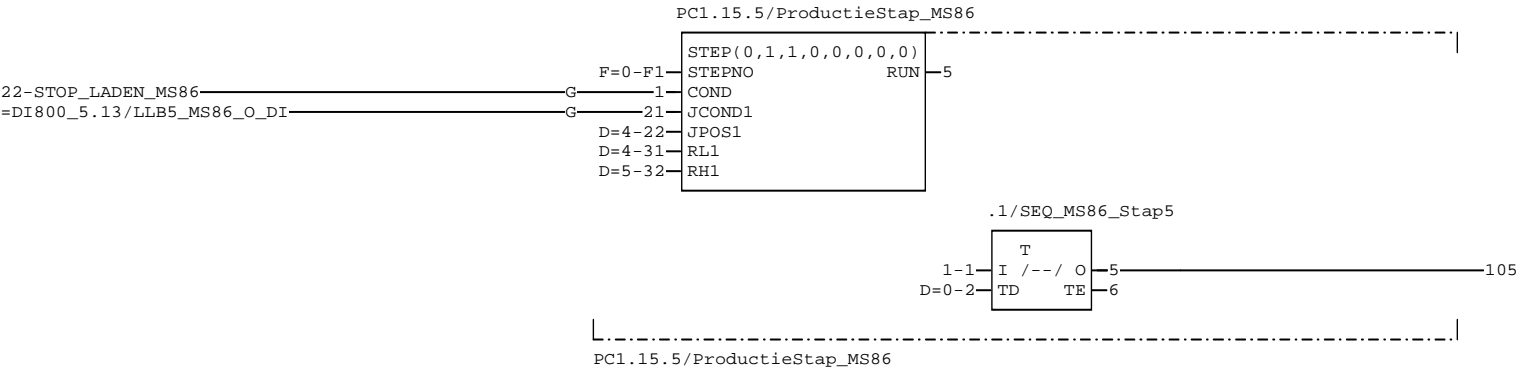 PC1.15.5/ProductieStap_MS86
STEP(0,1,1,0,0,0,0,0)
F=0-F1 STEPNO RUN 5
22-STOP_LADEN_MS86 G 1 COND
=DI800_5.13/LLB5_MS86_O_DI G 21 JCOND1
D=4-22 JPOS1
D=4-31 RL1
D=5-32 RH1
.1/SEQ_MS86_Stap5
T
1-1 I /--/ O 5 105
D=0-2 TD TE 6
PC1.15.5/ProductieStap_MS86